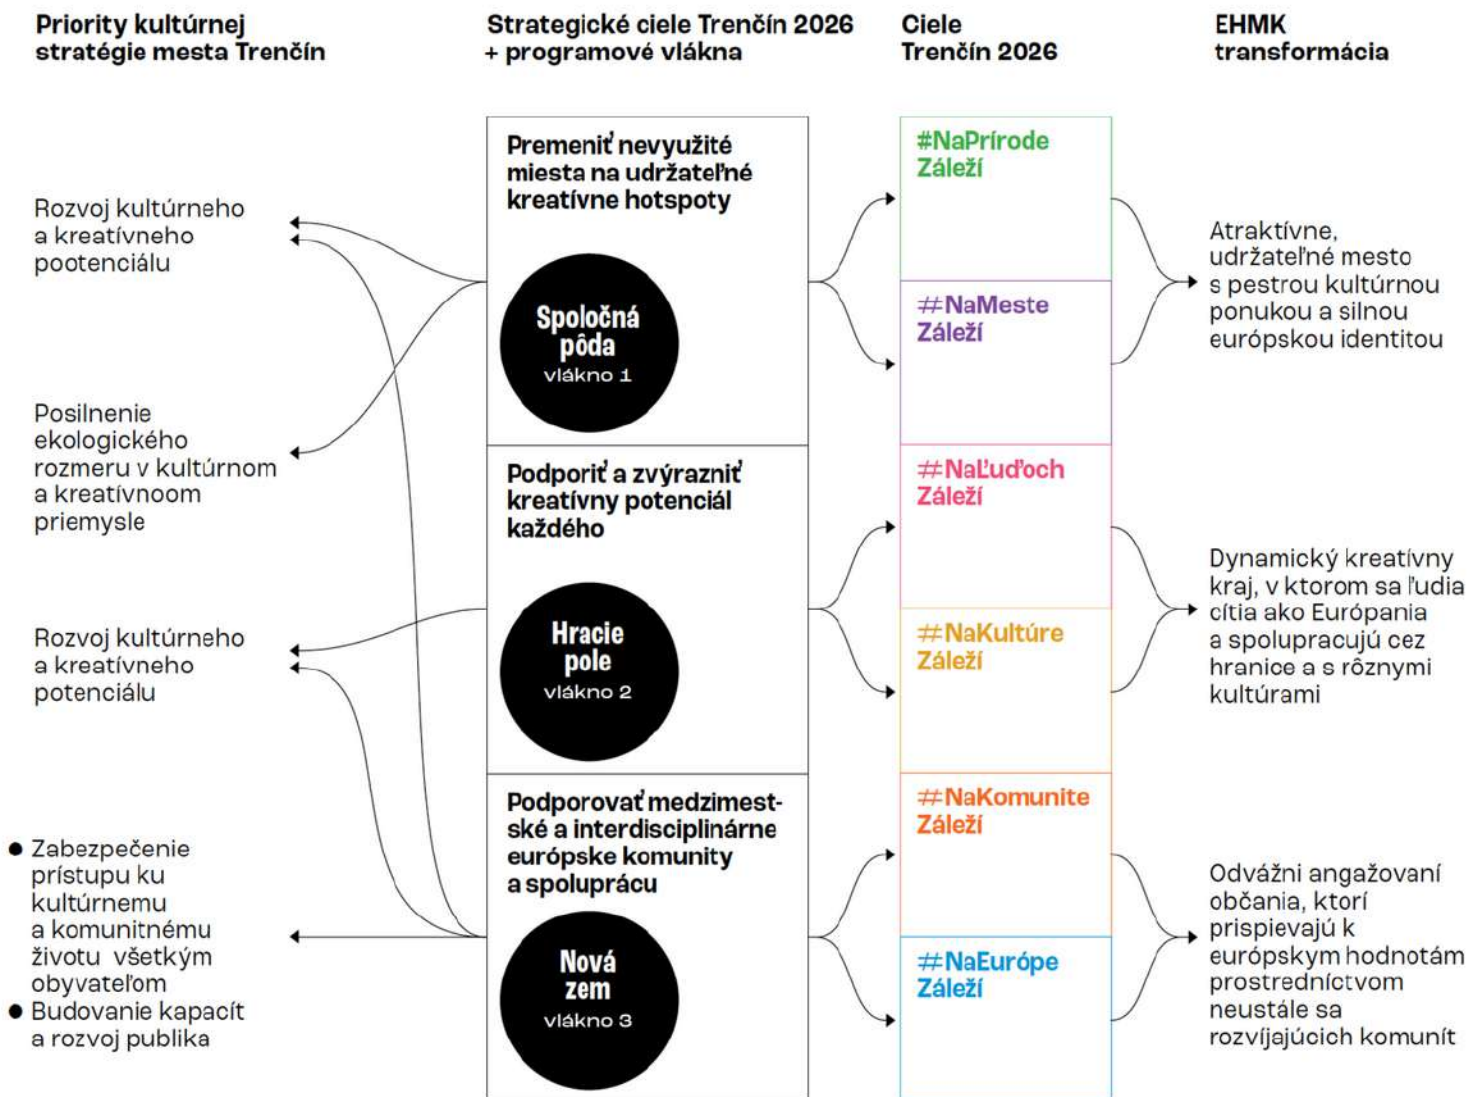 Priority kultúrnej
stratégie mesta Trenčín
Strategické ciele Trenčín 2026
+ programové vlákna
Ciele
Trenčín 2026
EHMK
transformácia
Rozvoj kultúrneho
a kreatívneho
pootenciálu
Posilnenie
ekologického
rozmeru v kultúrnom
a kreatívnoom
priemysle
Rozvoj kultúrneho
a kreatívneho
potenciálu
● Zabezpečenie
prístupu ku
kultúrnemu
a komunitnému
životu všetkým
obyvateľom
● Budovanie kapacít
a rozvoj publika
Premeniť nevyužité
miesta na udržateľné
kreatívne hotspoty
Spoločná
pôda
vlákno 1
Podporiť a zvýrazniť
kreatívny potenciál
každého
Hracie
pole
vlákno 2
Podporovať medzimest-
ské a interdisciplinárne
európske komunity
a spoluprácu
Nová
zem
vlákno 3
#NaPrírode
Záleží
#NaMeste
Záleží
#NaĽuďoch
Záleží
#NaKultúre
Záleží
#NaKomunite
Záleží
#NaEurópe
Záleží
Atraktívne,
udržateľné mesto
s pestrou kultúrnou
ponukou a silnou
európskou identitou
Dynamický kreatívny
kraj, v ktorom sa ľudia
cítia ako Európania
a spolupracujú cez
hranice a s rôznymi
kultúrami
Odvážni angažovaní
občania, ktorí
prispievajú k
európskym hodnotám
prostredníctvom
neustále sa
rozvíjajúcich komunít